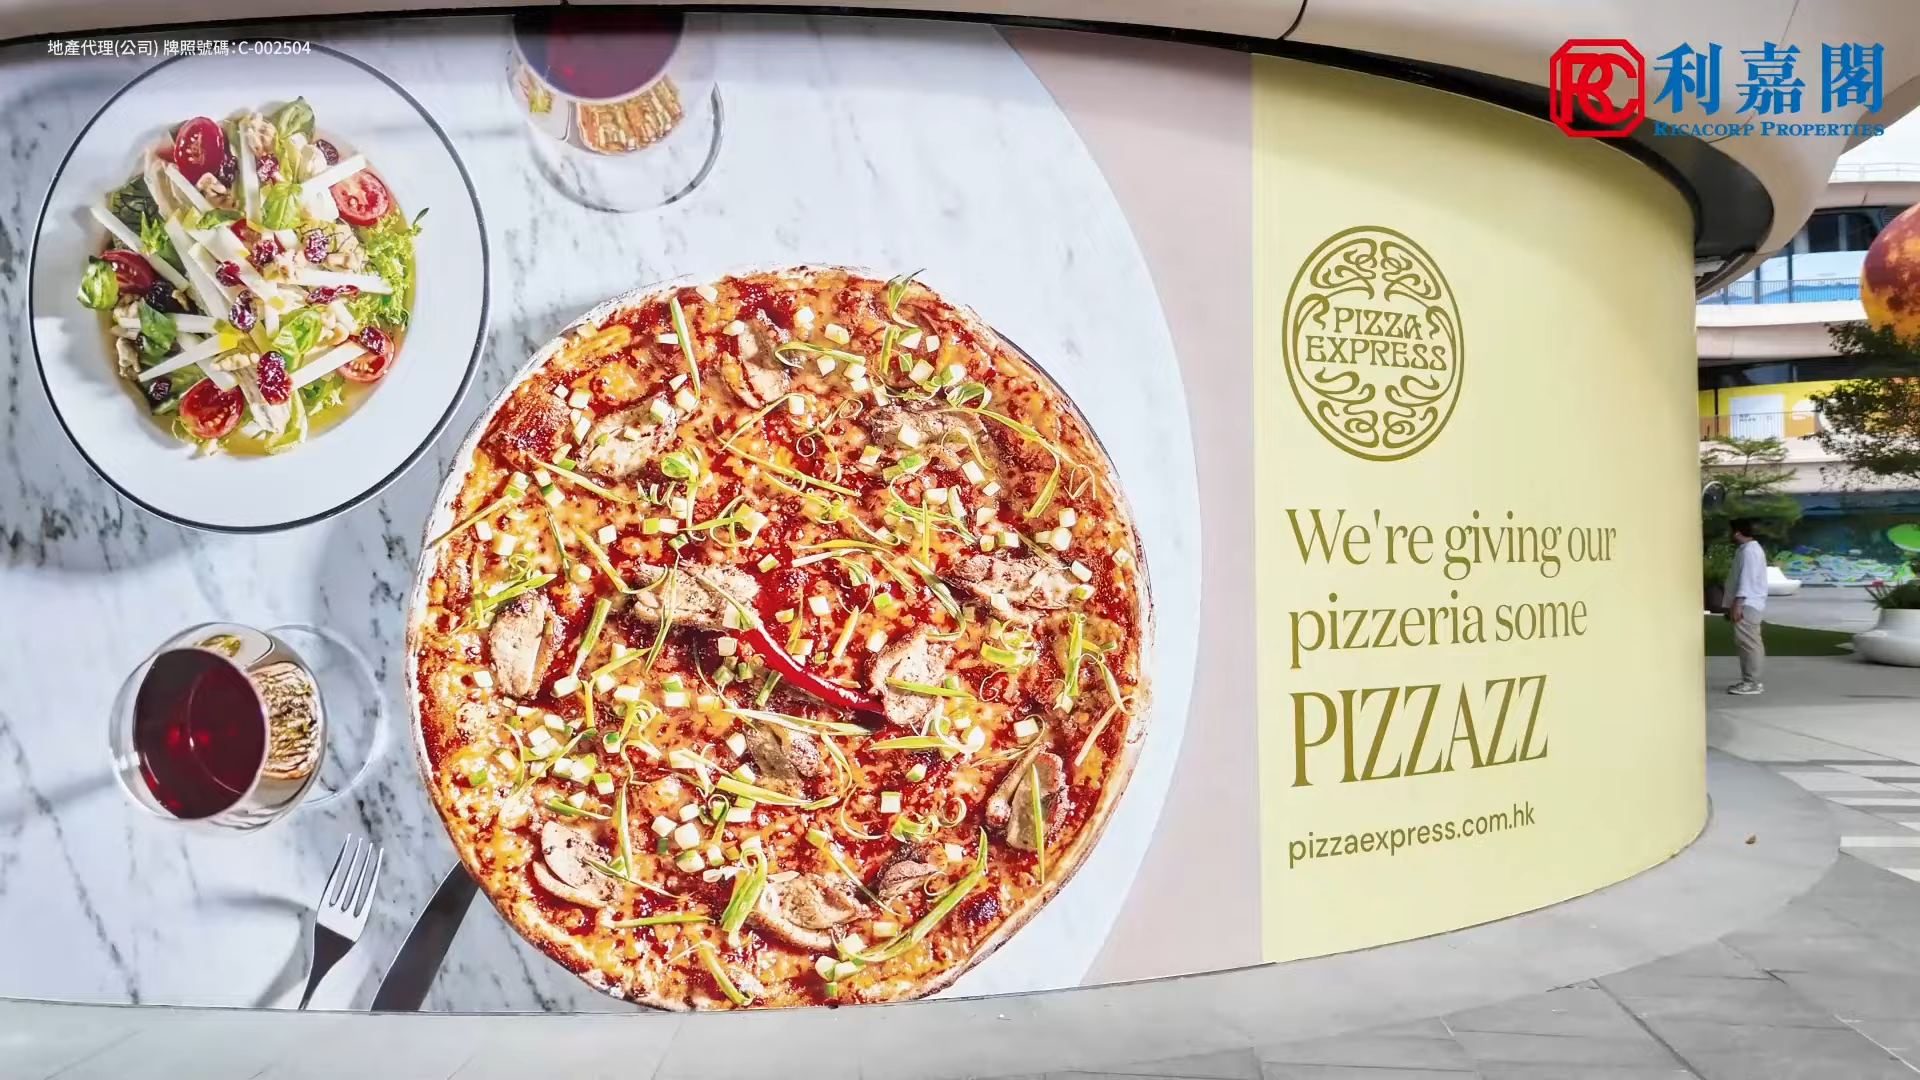 地產代理(公司) 牌照號碼：C-002504
RC 利嘉閣
RICACORP PROPERTIES
PIZZA
EXPRESS
We're giving our
pizzeria some
PIZZAZZ
pizzaexpress.com.hk